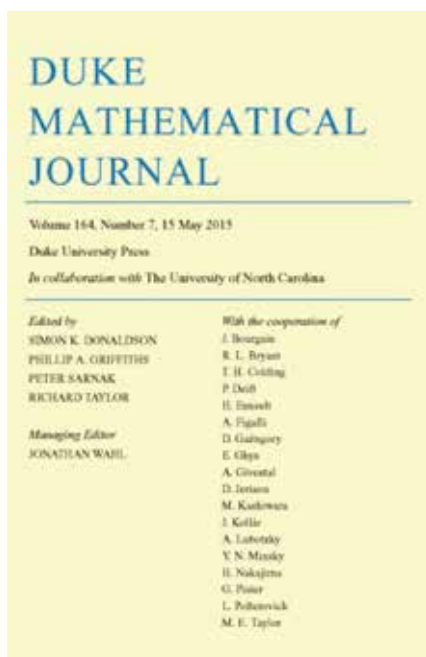 DUKE
MATHEMATICAL
JOURNAL
Volume 164, Number 7, 15 May 2015
Duke University Press
In collaboration with The University of North Carolina
Edited by
SIMON K. DONALDSON
PHILLIP A. GRIFFITHS
PETER SARNAK
RICHARD TAYLOR
Managing Editor
JONATHAN WAHL
With the cooperation of
J. Bourgain
R. L. Bryant
T. H. Colding
P. Deift
H. Esnault
A. Figalli
D. Gaitsgory
E. Ghys
A. Givental
D. Jerison
M. Kashiwara
J. Kollár
A. Lubotzky
Y. N. Minsky
H. Nakajima
G. Pisier
L. Polterovich
M. E. Taylor